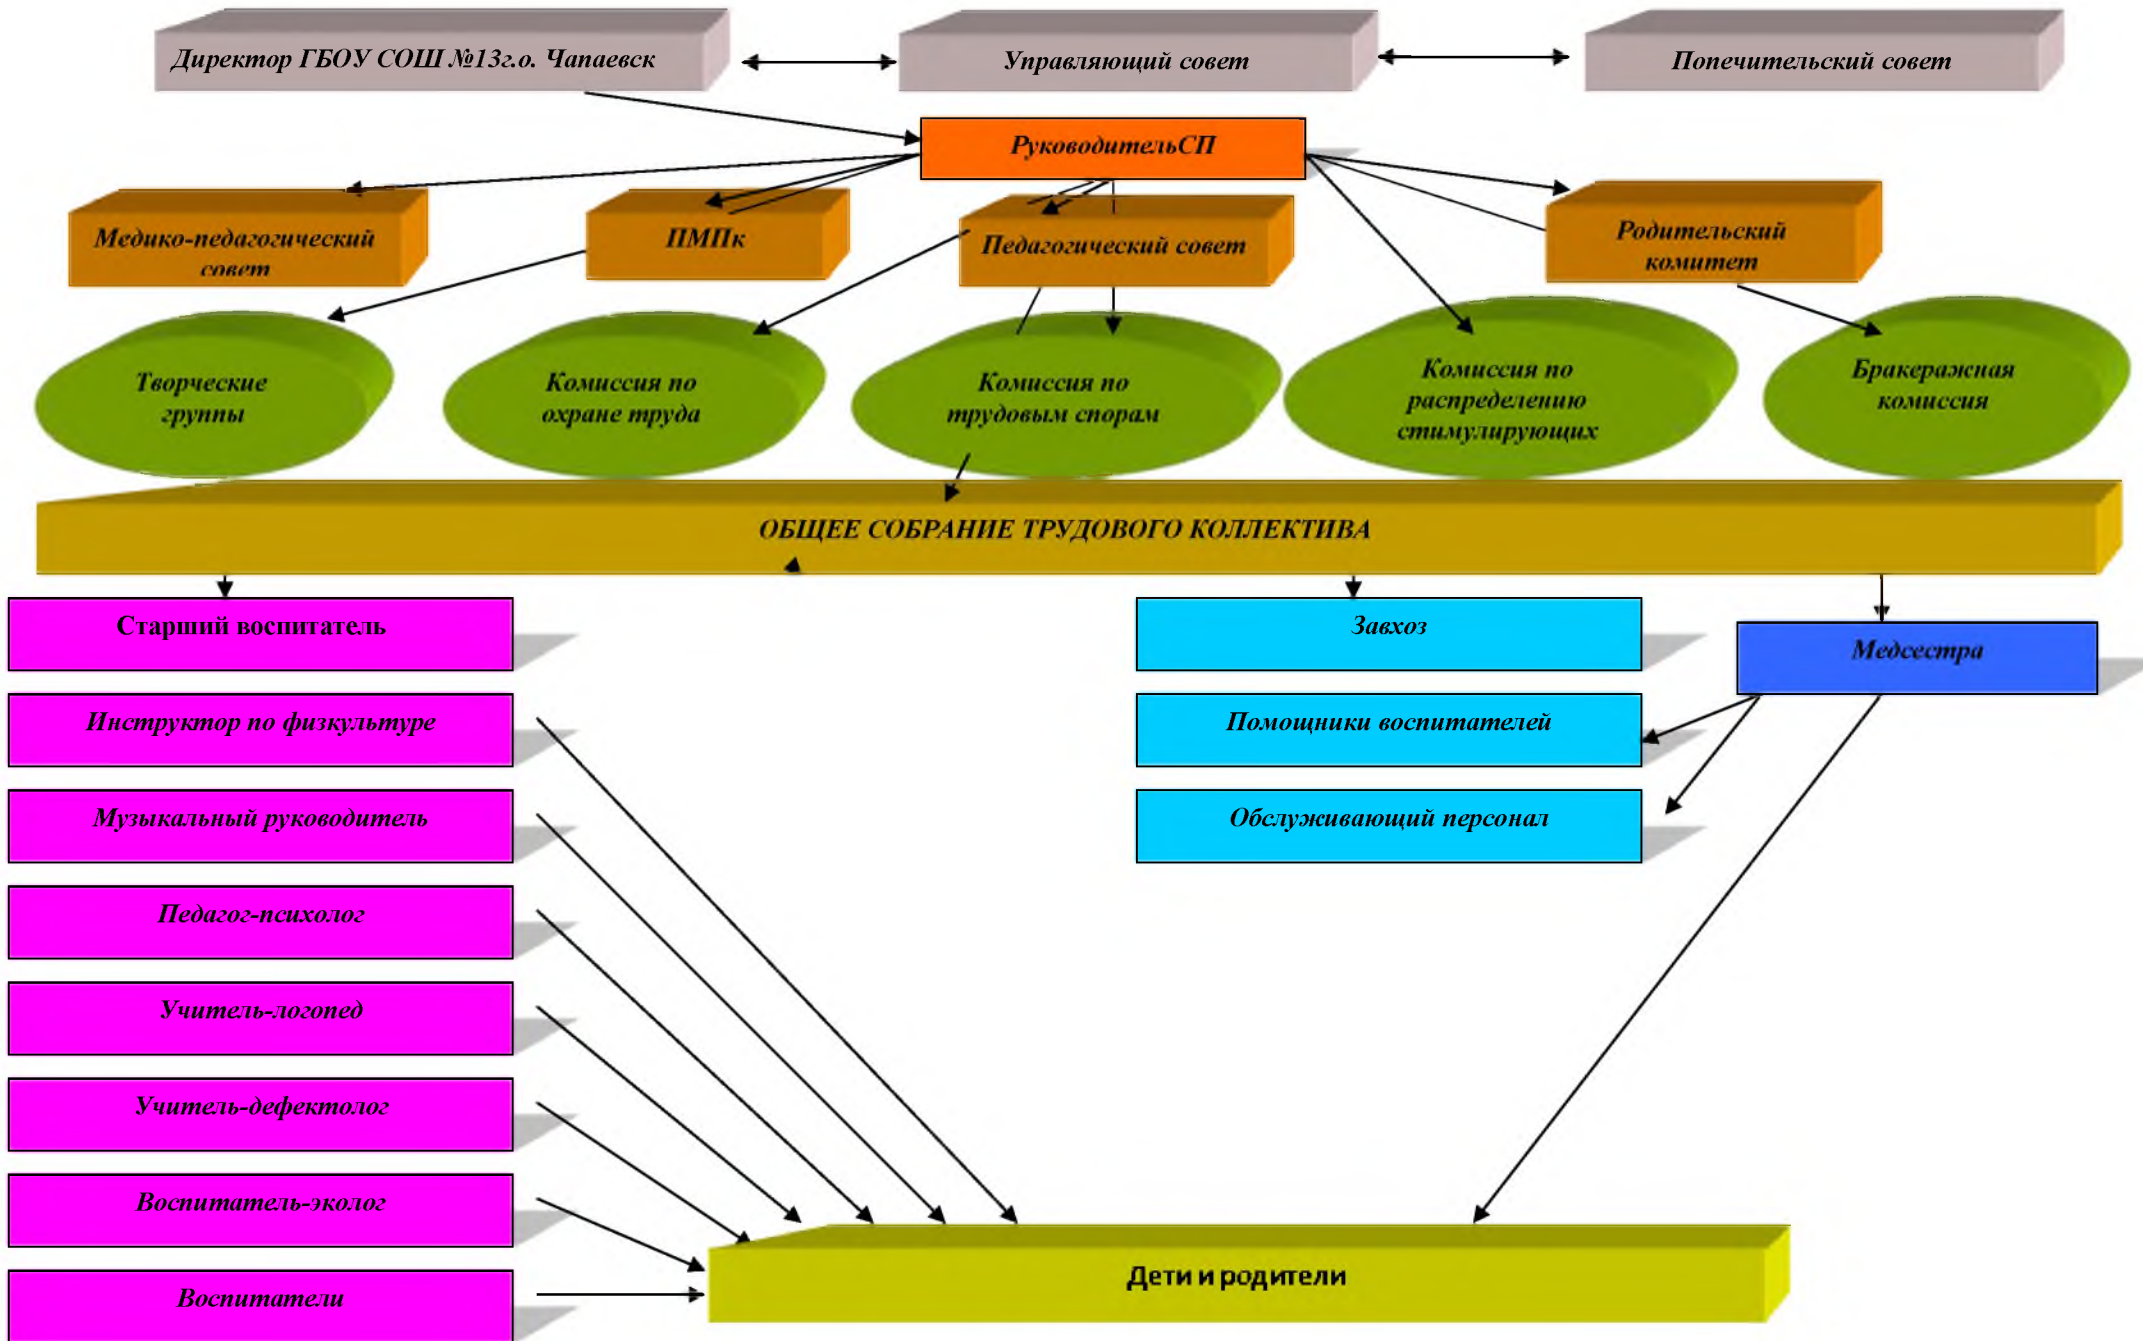 Директор ГБОУ СОШ №13г.о. Чапаевск
Управляющий совет
Попечительский совет
РуководительСП
Медико-педагогический
совет
ПМПк
Педагогический совет
Родительский
комитет
Творческие
группы
Комиссия по
охране труда
Комиссия по
трудовым спорам
Комиссия по
распределению
стимулирующих
Бракеражная
комиссия
ОБЩЕЕ СОБРАНИЕ ТРУДОВОГО КОЛЛЕКТИВА
Старший воспитатель
Завхоз
Медсестра
Инструктор по физкультуре
Помощники воспитателей
Музыкальный руководитель
Обслуживающий персонал
Педагог-психолог
Учитель-логопед
Учитель-дефектолог
Воспитатель-эколог
Дети и родители
Воспитатели